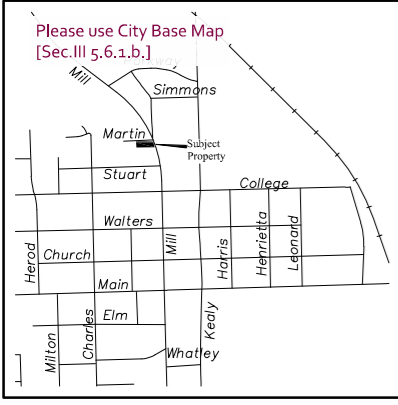 Please use City Base Map
[Sec.III 5.6.1.b.]
Mill
Simmons
Martin
Subject
Property
Stuart
College
Walters
Mill
Herod
Church
Harris
Henrietta
Leonard
Main
Elm
Milton
Charles
Kealy
Whatley